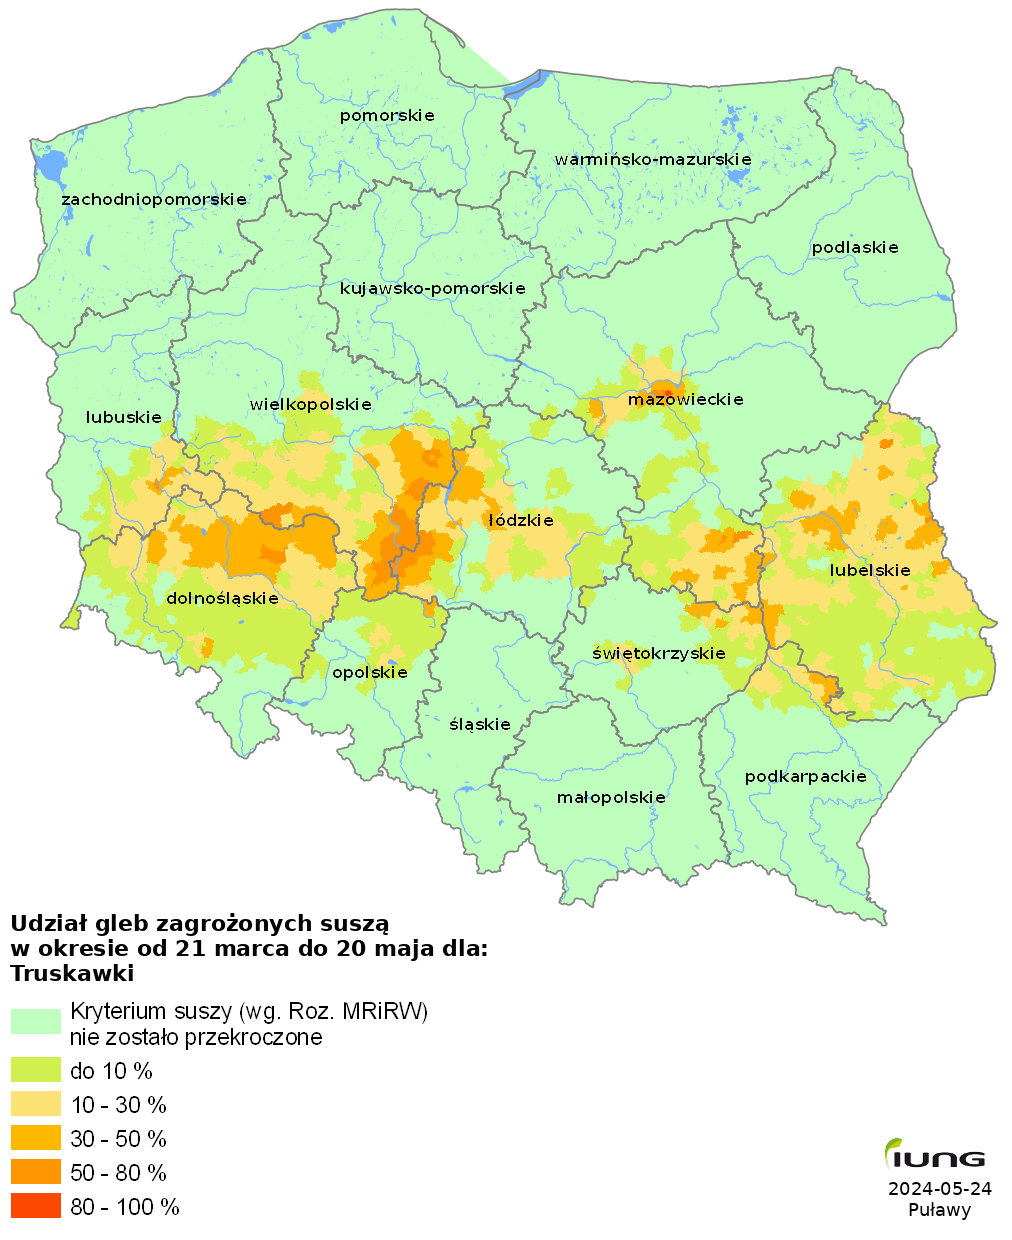 pomorskie
warmińsko-mazurskie
zachodniopomorskie
podlaskie
kujawsko-pomorskie
mazowieckie
wielkopolskie
lubuskie
łódzkie
lubelskie
dolnośląskie
świętokrzyskie
opolskie
śląskie
podkarpackie
małopolskie
Udział gleb zagrożonych suszą
w okresie od 21 marca do 20 maja dla:
Truskawki
Kryterium suszy (wg. Roz. MRiRW)
nie zostało przekroczone
do 10 %
10 - 30 %
30 - 50 %
50 - 80 %
80 - 100 %
IUNG
2024-05-24
Puławy